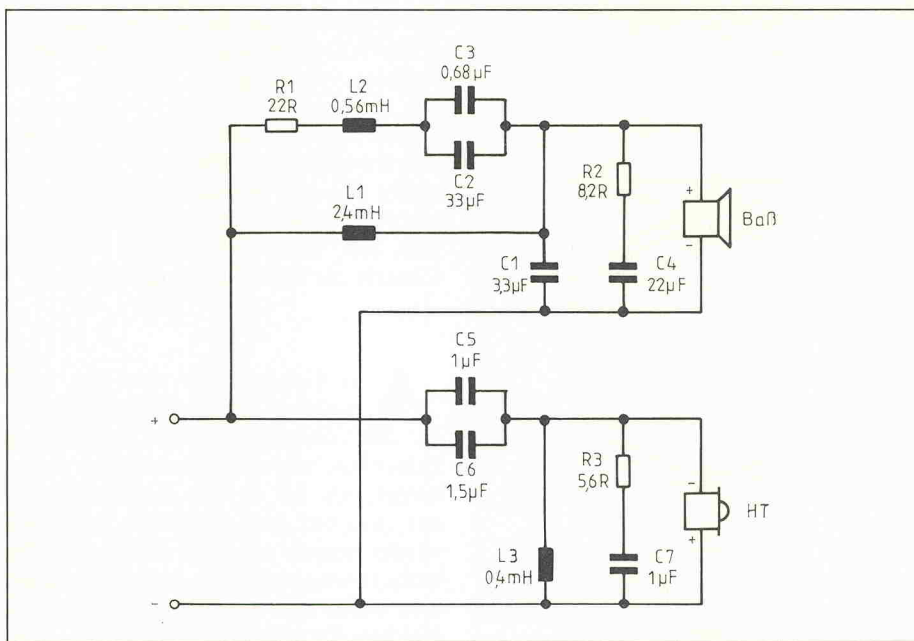 C3
0,68µF
R1
22R
L2
0,56mH
C2
33µF
L1
2,4mH
R2
8,2R
+
-
Baß
C1
3,3µF
C4
22µF
C5
1µF
+
C6
1,5µF
R3
5,6R
-
+
HT
L3
0,4mH
C7
1µF
-